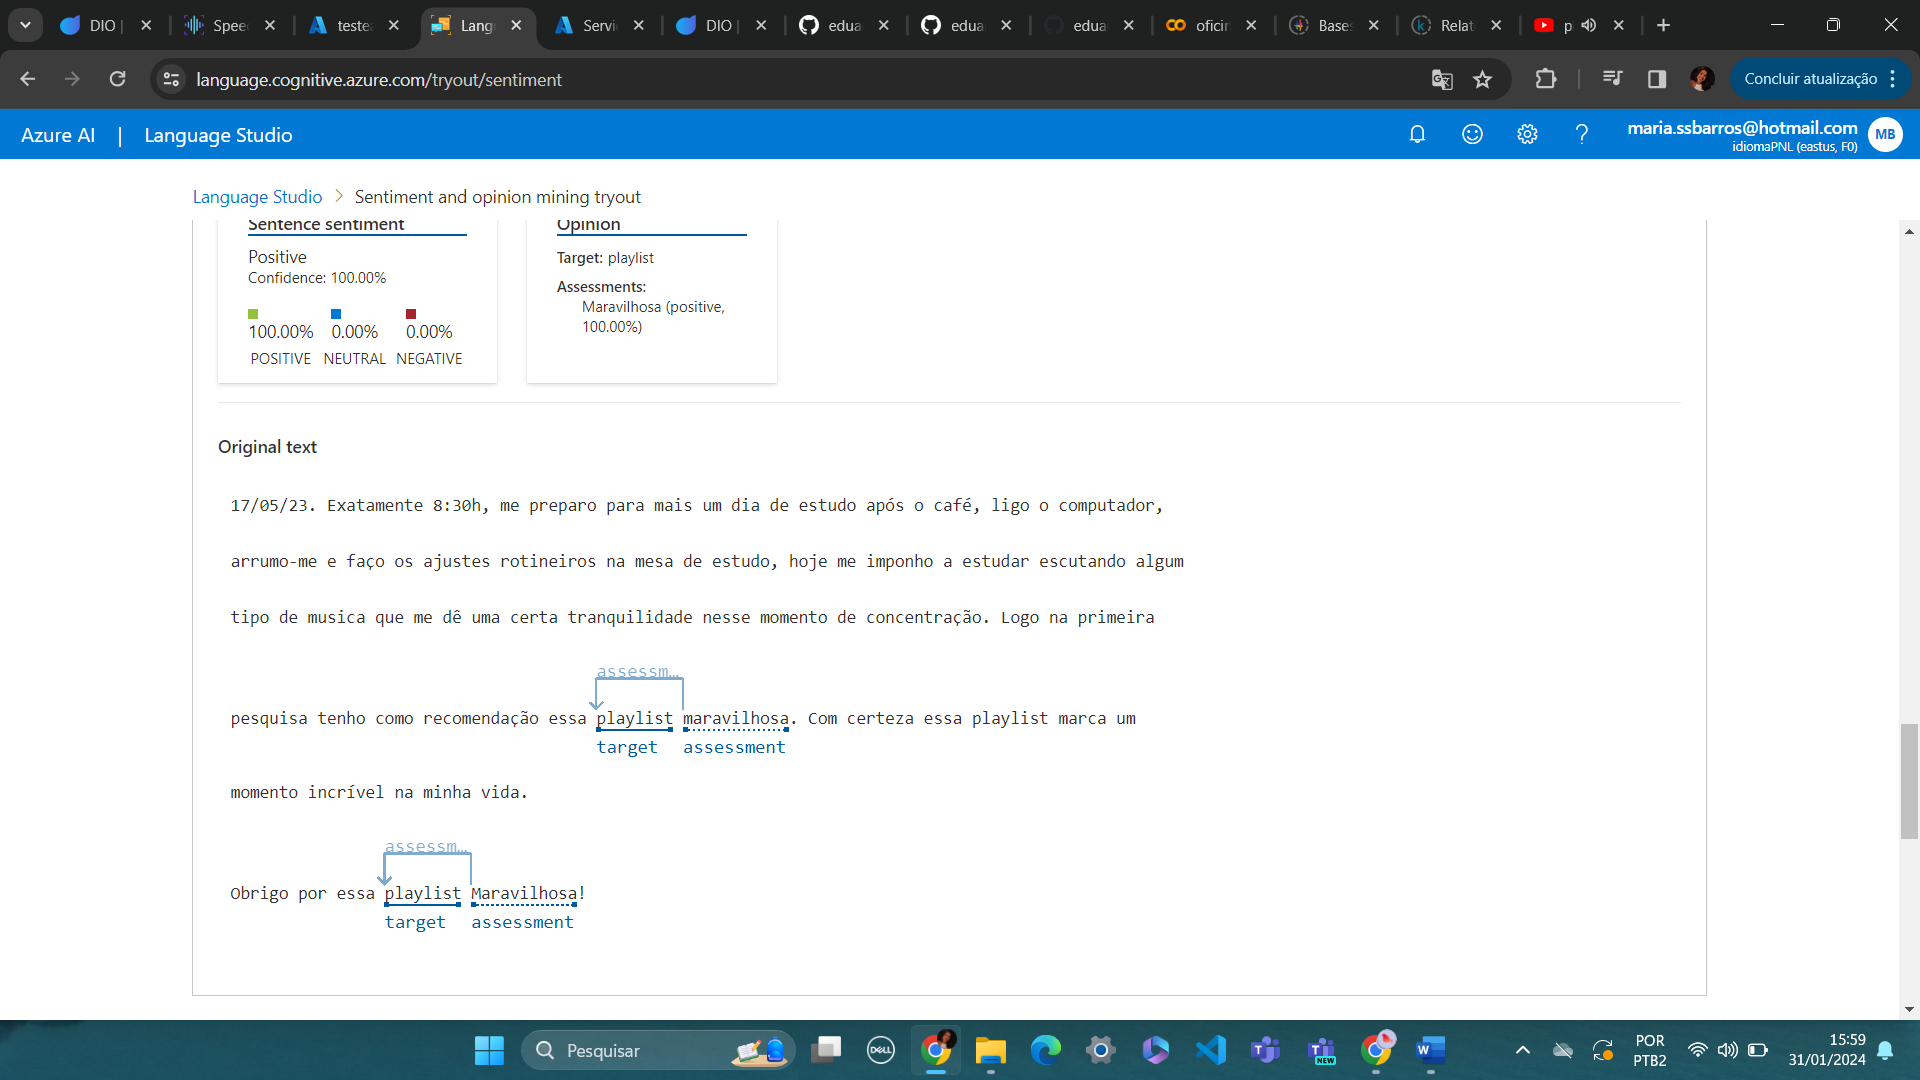 DIO |
Speec
testea
Lang
Servi
DIO |
edua
edua
edua
oficin
Bases
Relat
language.cognitive.azure.com/tryout/sentiment
Concluir atualização
Azure AI | Language Studio
maria.ssbarros@hotmail.com
idiomaPNL (eastus, F0)
MB
Language Studio > Sentiment and opinion mining tryout
Sentence sentiment
Positive
Confidence: 100.00%
100.00% 0.00% 0.00%
POSITIVE NEUTRAL NEGATIVE
Opinion
Target: playlist
Assessments:
Maravilhosa (positive,
100.00%)
Original text
17/05/23. Exatamente 8:30h, me preparo para mais um dia de estudo após o café, ligo o computador,
arrumo-me e faço os ajustes rotineiros na mesa de estudo, hoje me imponho a estudar escutando algum
tipo de musica que me dê uma certa tranquilidade nesse momento de concentração. Logo na primeira
assessm...
pesquisa tenho como recomendação essa playlist maravilhosa. Com certeza essa playlist marca um
target assessment
momento incrível na minha vida.
assessm...
Obrigo por essa playlist Maravilhosa!
target assessment
Pesquisar
DELL
NEW
POR
PTB2
15:59
31/01/2024